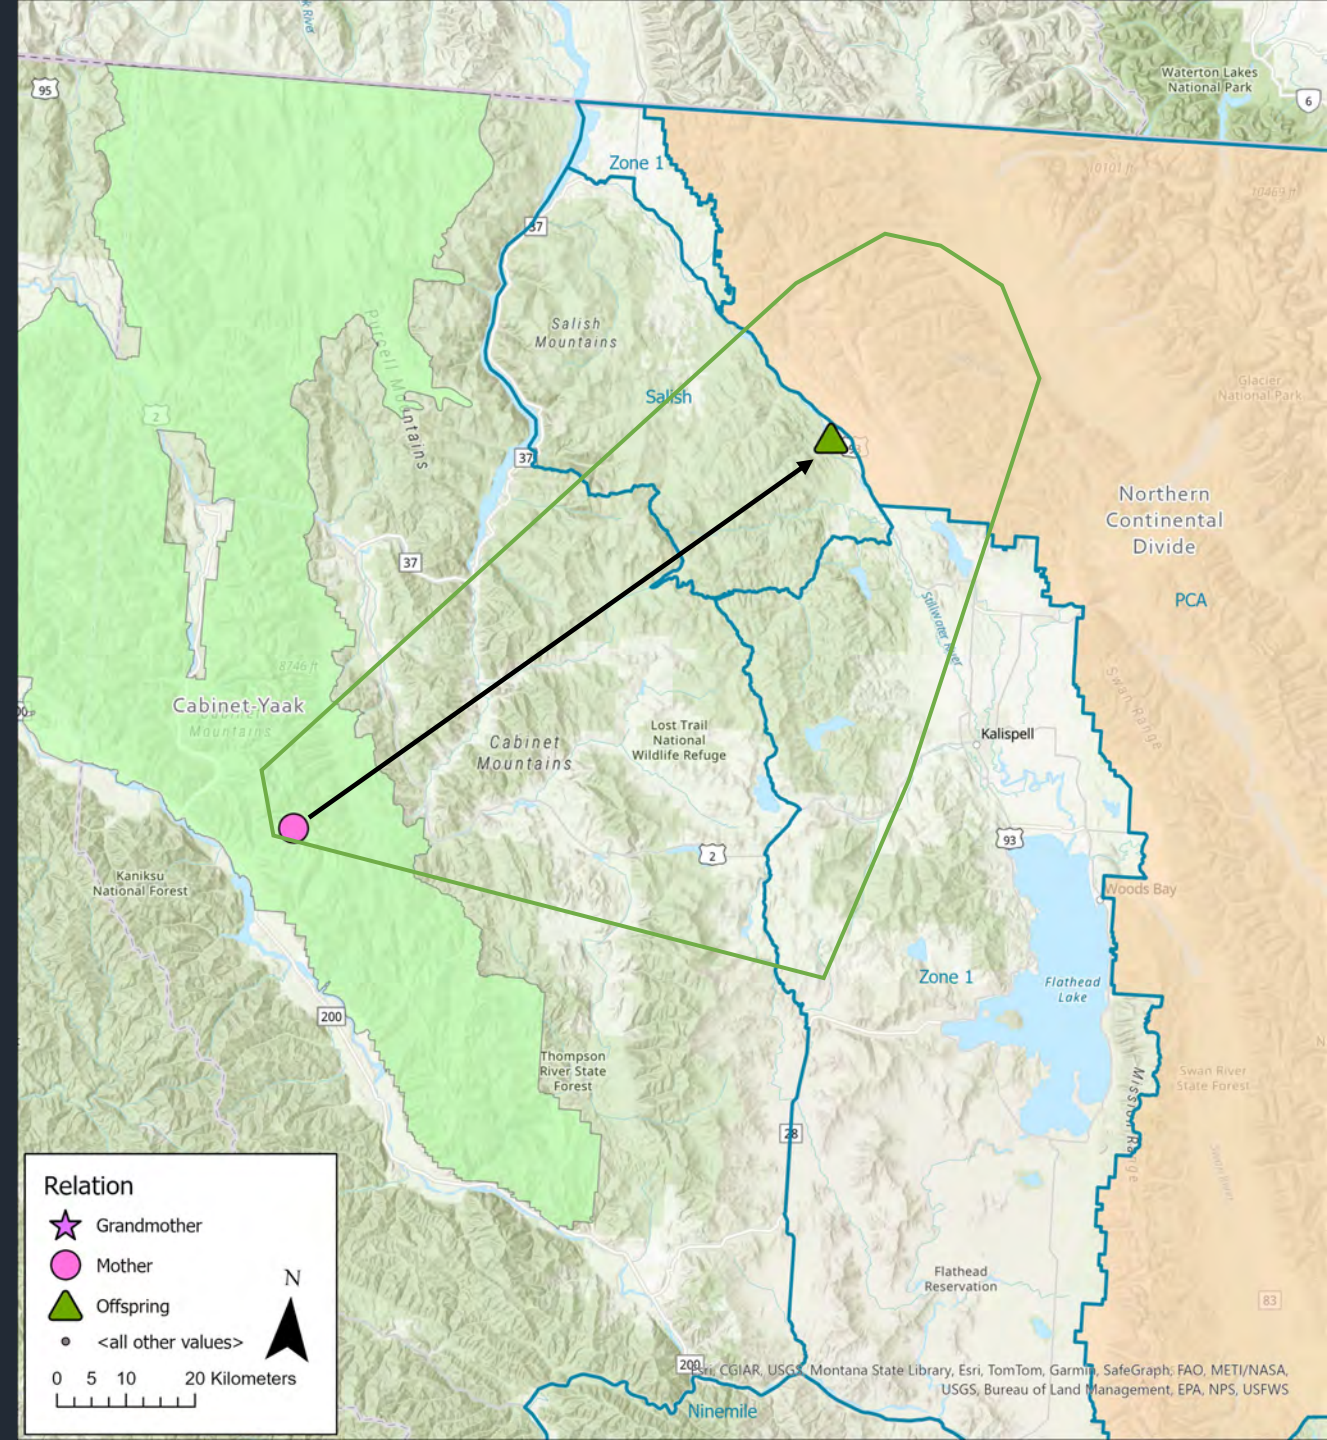 k River
Waterton Lakes
National Park
95
6
Zone 1
10101 ft
10469 ft
37
Salish
Mountains
Purcell Mountains
Glacier
National Park
Salish
2
37
93
Northern
Continental
Divide
PCA
37
Stillwater River
8746 ft
Cabinet-Yaak
Cabinet
Mountains
Swan Range
Lost Trail
National
Wildlife Refuge
Cabinet
Mountains
Kalispell
93
2
Kaniksu
National Forest
Woods Bay
Zone 1
Flathead
Lake
200
Thompson
River State
Forest
Swan River
State Forest
Mission Range
28
Swan River
Relation
Grandmother
Mother
Offspring
<all other values>
N
0 5 10 20 Kilometers
Flathead
Reservation
83
200
Esri, CGIAR, USGS, Montana State Library, Esri, TomTom, Garmin, SafeGraph, FAO, METI/NASA,
USGS, Bureau of Land Management, EPA, NPS, USFWS
Ninemile